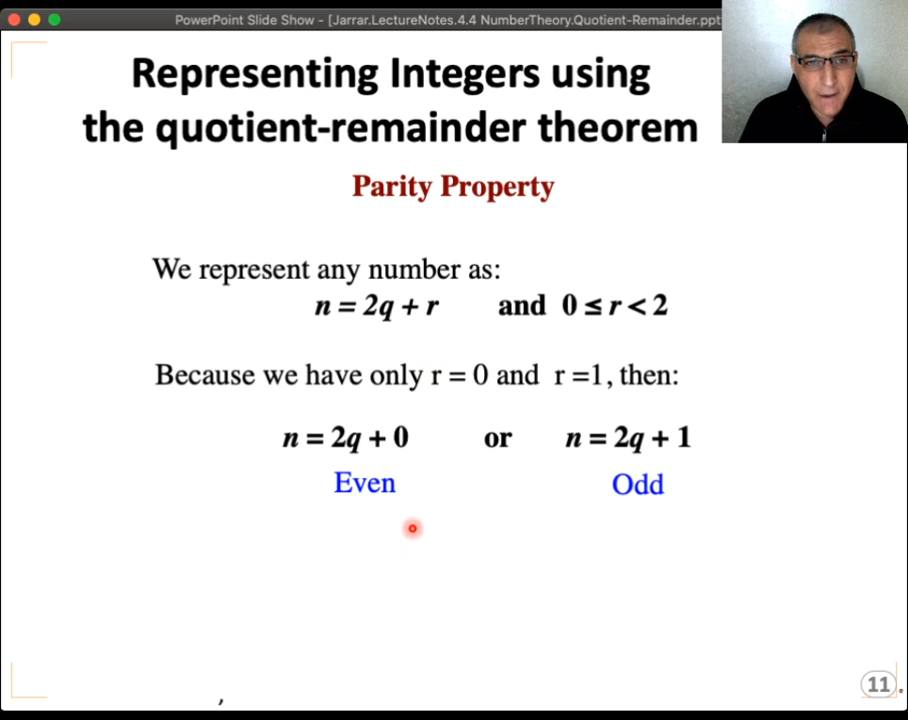 PowerPoint Slide Show - [Jarrar.LectureNotes.4.4 NumberTheory.Quotient-Remainder.ppt
Representing Integers using
the quotient-remainder theorem
Parity Property
We represent any number as:
n = 2q + r and 0 ≤ r < 2
Because we have only r = 0 and r =1, then:
n = 2q + 0 or n = 2q + 1
Even Odd
,
11 .